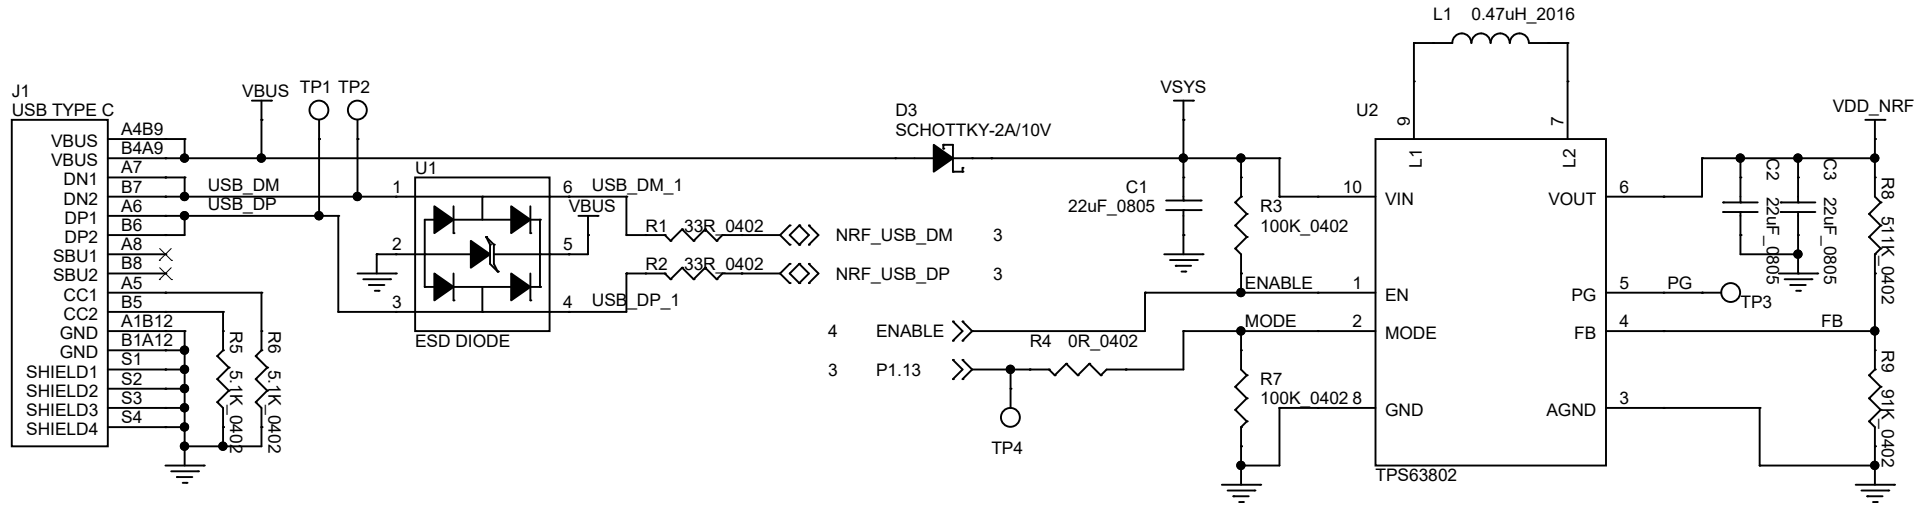 L1 0.47uH_2016
J1
USB TYPE C
VBUS
TP1 TP2
D3
SCHOTTKY-2A/10V
VSYS
U2
VDD_NRF
VBUS A4B9
VBUS B4A9
DN1 A7
DN2 B7
DP1 A6
DP2 B6
SBU1 A8
SBU2 B8
CC1 A5
CC2 B5
GND A1B12
GND B1A12
SHIELD1 S1
SHIELD2 S2
SHIELD3 S3
SHIELD4 S4
R5 5.1K_0402
R6 5.1K_0402
USB_DM
USB_DP
U1
1
2
3
6
5
4
ESD DIODE
USB_DM_1
VBUS
USB_DP_1
R1 33R_0402
R2 33R_0402
NRF_USB_DM 3
NRF_USB_DP 3
4 ENABLE
3 P1.13
R4 0R_0402
TP4
C1
22uF_0805
R3
100K_0402
ENABLE
MODE
R7
100K_0402
9 L1
7 L2
10 VIN
1 EN
2 MODE
8 GND
VOUT 6
PG 5 PG
TP3
FB 4 FB
AGND 3
TPS63802
C2 22uF_0805
C3 22uF_0805
R8 511K_0402
R9 91K_0402